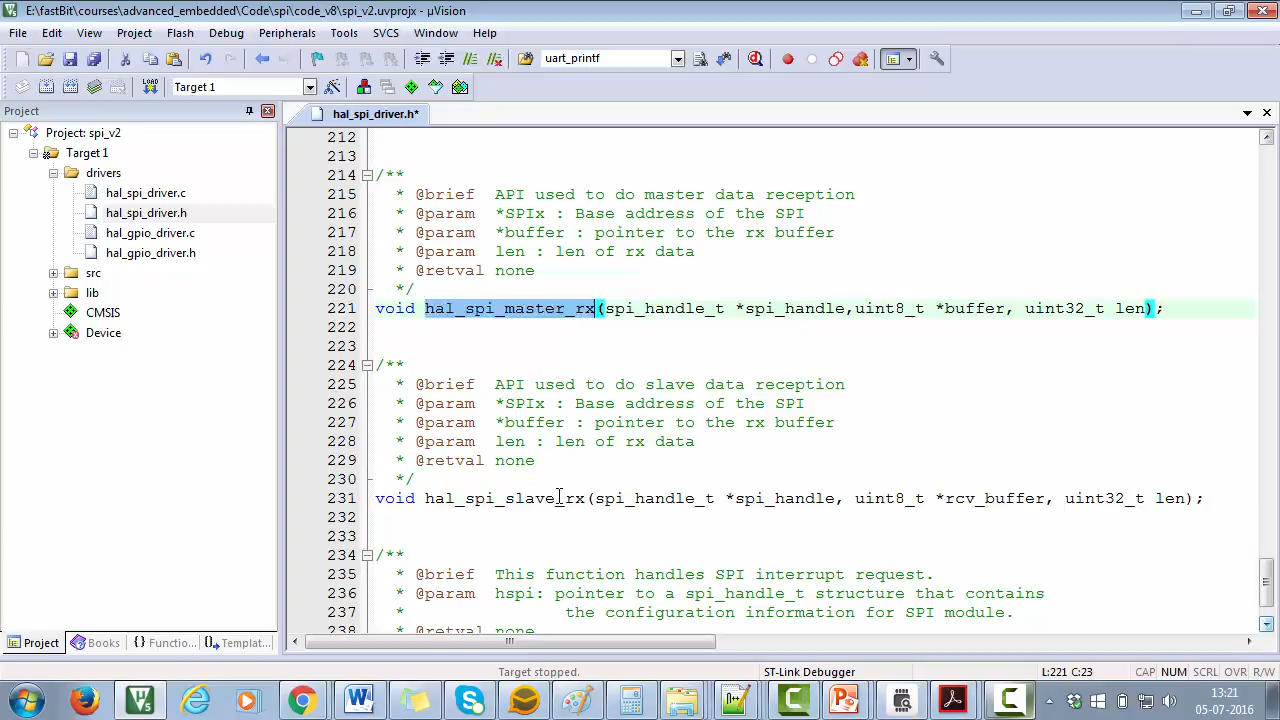 E:\fastBit\courses\advanced_embedded\Code\spi\code_v8\spi_v2.uvprojx - µVision
File Edit View Project Flash Debug Peripherals Tools SVCS Window Help
uart_printf
LOAD Target 1
Project
hal_spi_driver.h*
Project: spi_v2
Target 1
drivers
hal_spi_driver.c
hal_spi_driver.h
hal_gpio_driver.c
hal_gpio_driver.h
src
lib
CMSIS
Device
212
213
214 /**
215 * @brief API used to do master data reception
216 * @param *SPIx : Base address of the SPI
217 * @param *buffer : pointer to the rx buffer
218 * @param len : len of rx data
219 * @retval none
220 */
221 void hal_spi_master_rx(spi_handle_t *spi_handle,uint8_t *buffer, uint32_t len);
222
223
224 /**
225 * @brief API used to do slave data reception
226 * @param *SPIx : Base address of the SPI
227 * @param *buffer : pointer to the rx buffer
228 * @param len : len of rx data
229 * @retval none
230 */
231 void hal_spi_slave_rx(spi_handle_t *spi_handle, uint8_t *rcv_buffer, uint32_t len);
232
233
234 /**
235 * @brief This function handles SPI interrupt request.
236 * @param hspi: pointer to a spi_handle_t structure that contains
237 * the configuration information for SPI module.
238 * @retval none
Project Books {} Functio... Templat...
Target stopped. ST-Link Debugger L:221 C:23 CAP NUM SCRL OVR R/W
13:21
05-07-2016